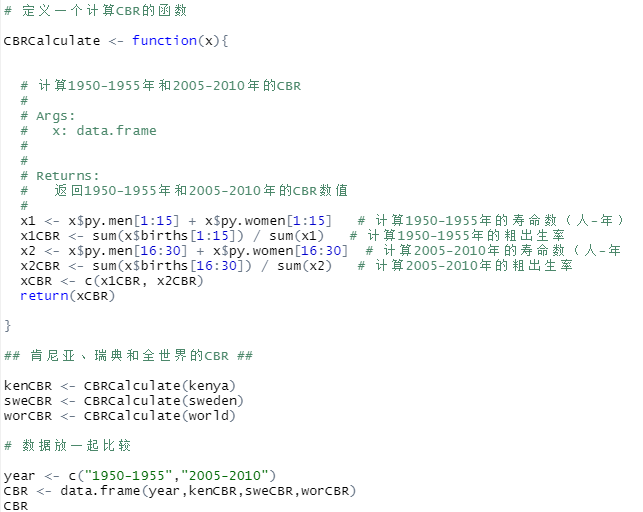 # 定义一个计算CBR的函数
CBRCalculate <- function(x){
# 计算1950-1955年和2005-2010年的CBR
#
# Args:
# x: data.frame
#
#
# Returns:
# 返回1950-1955年和2005-2010年的CBR数值
#
x1 <- x$py.men[1:15] + x$py.women[1:15] # 计算1950-1955年的寿命数（人-年）
x1CBR <- sum(x$births[1:15]) / sum(x1) # 计算1950-1955年的粗出生率
x2 <- x$py.men[16:30] + x$py.women[16:30] # 计算2005-2010年的寿命数（人-年
x2CBR <- sum(x$births[16:30]) / sum(x2) # 计算2005-2010年的粗出生率
xCBR <- c(x1CBR, x2CBR)
return(xCBR)
}
## 肯尼亚、瑞典和全世界的CBR ##
kenCBR <- CBRCalculate(kenya)
sweCBR <- CBRCalculate(sweden)
worCBR <- CBRCalculate(world)
# 数据放一起比较
year <- c("1950-1955","2005-2010")
CBR <- data.frame(year,kenCBR,sweCBR,worCBR)
CBR